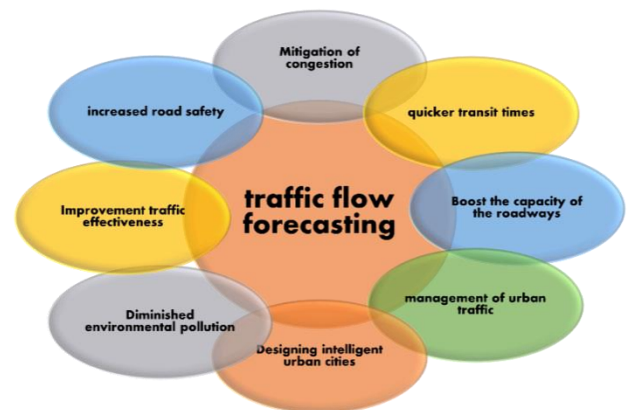 Mitigation of
congestion
quicker transit times
Boost the capacity of
the roadways
management of urban
traffic
Designing intelligent
urban cities
Diminished
environmental pollution
Improvement traffic
effectiveness
increased road safety
traffic flow
forecasting